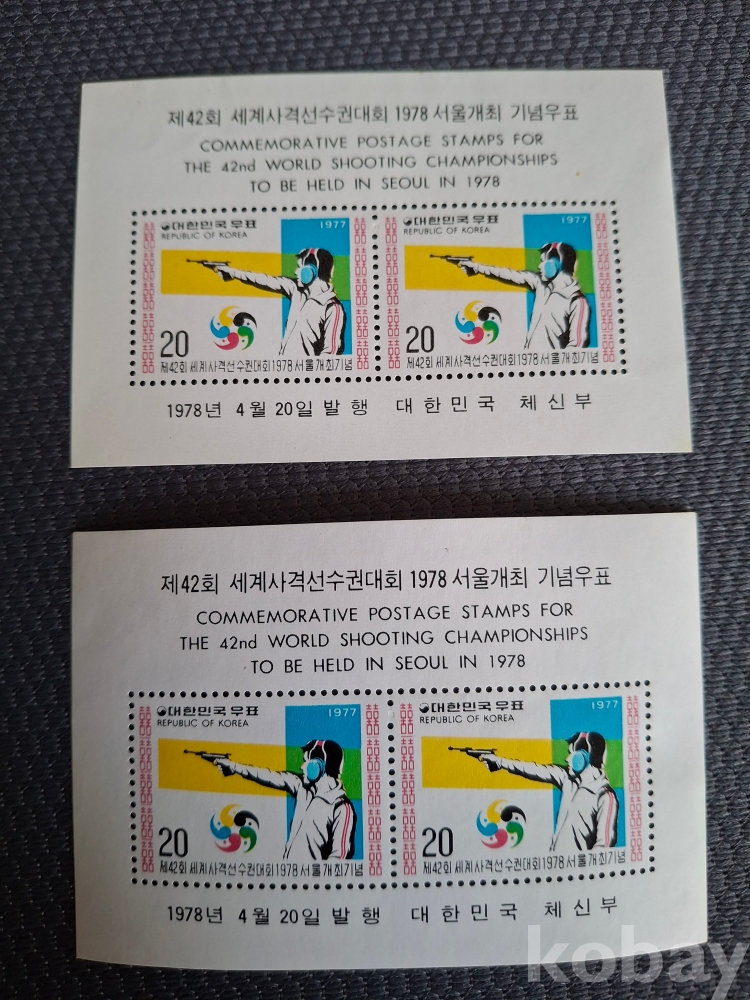 제42회 세계사격선수권대회 1978 서울개최 기념우표
COMMEMORATIVE POSTAGE STAMPS FOR
THE 42nd WORLD SHOOTING CHAMPIONSHIPS
TO BE HELD IN SEOUL IN 1978
대한민국우표 1977
REPUBLIC OF KOREA
20
제42회 세계사격선수권대회 1978 서울개최기념
대한민국우표 1977
REPUBLIC OF KOREA
20
제42회 세계사격선수권대회 1978 서울개최기념
1978년 4월 20일 발행 대한민국 체신부
제42회 세계사격선수권대회 1978 서울개최 기념우표
COMMEMORATIVE POSTAGE STAMPS FOR
THE 42nd WORLD SHOOTING CHAMPIONSHIPS
TO BE HELD IN SEOUL IN 1978
대한민국우표 1977
REPUBLIC OF KOREA
20
제42회 세계사격선수권대회 1978 서울개최기념
대한민국우표 1977
REPUBLIC OF KOREA
20
제42회 세계사격선수권대회 1978 서울개최기념
1978년 4월 20일 발행 대한민국 체신부
kobay